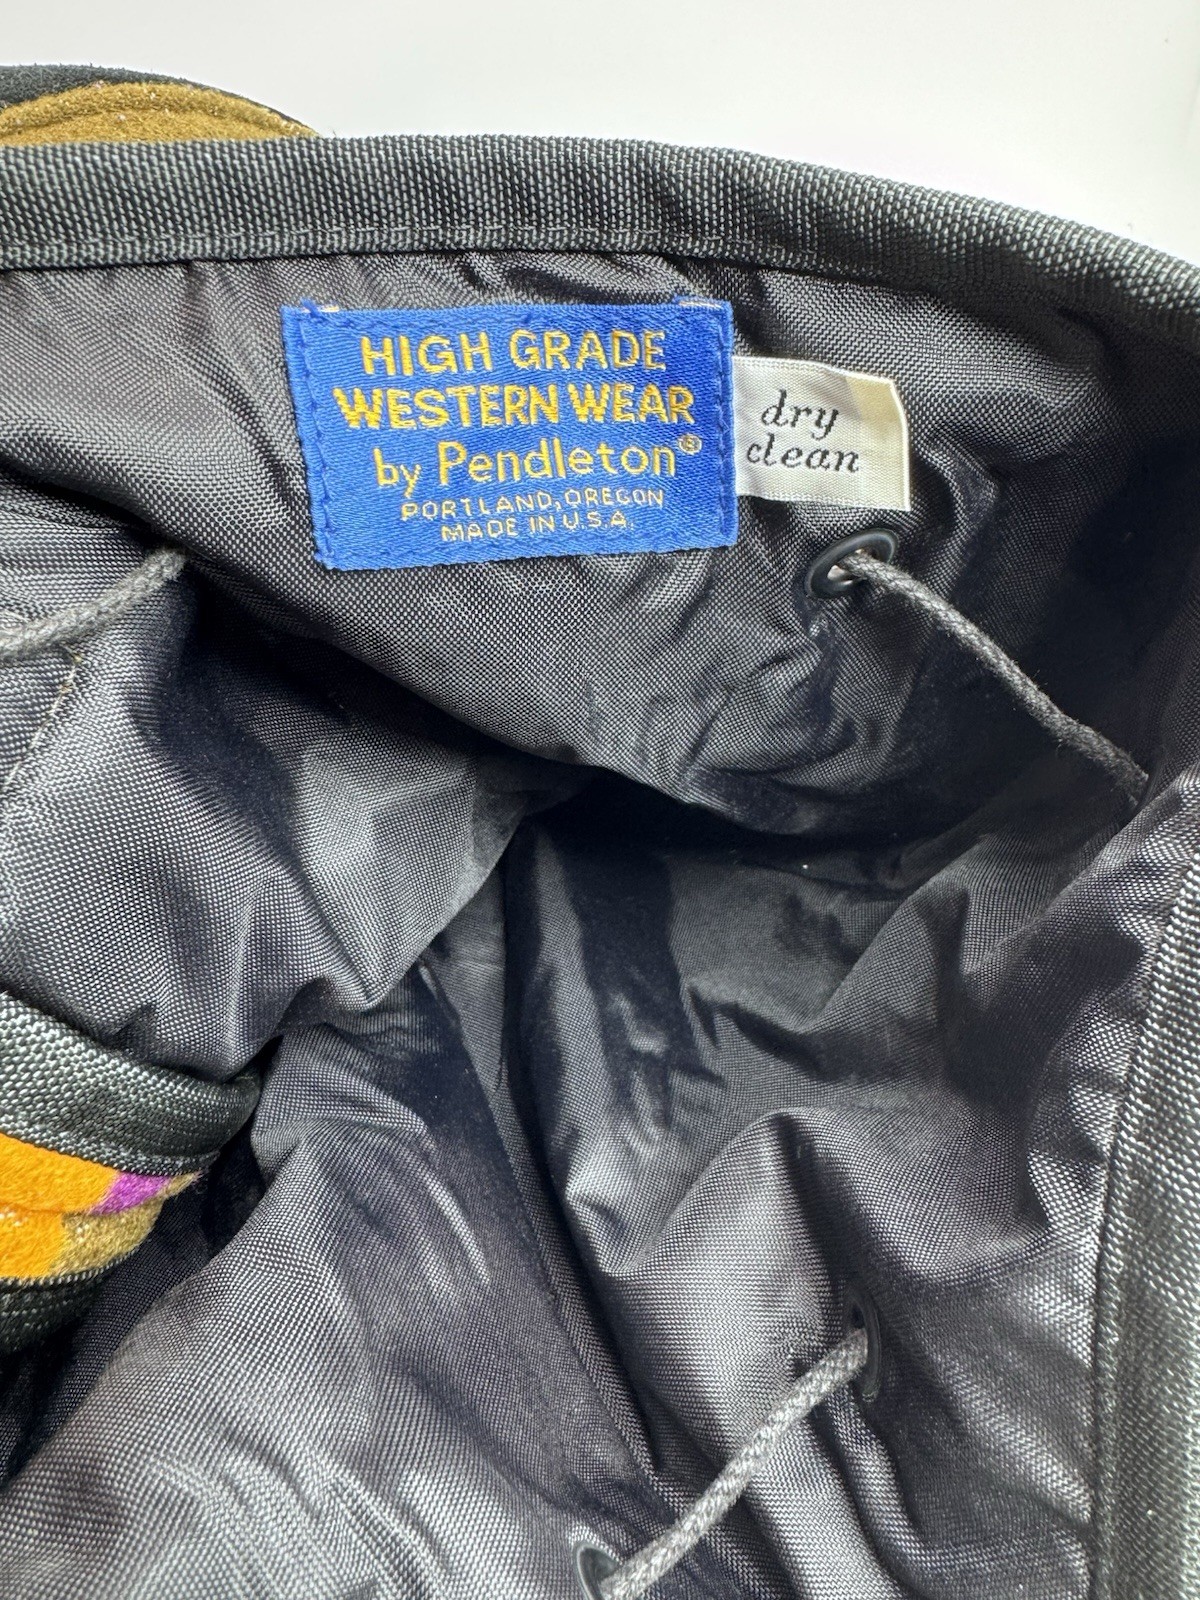 HIGH GRADE
WESTERN WEAR
by Pendleton®
PORTLAND, OREGON
MADE IN U.S.A.
dry
clean